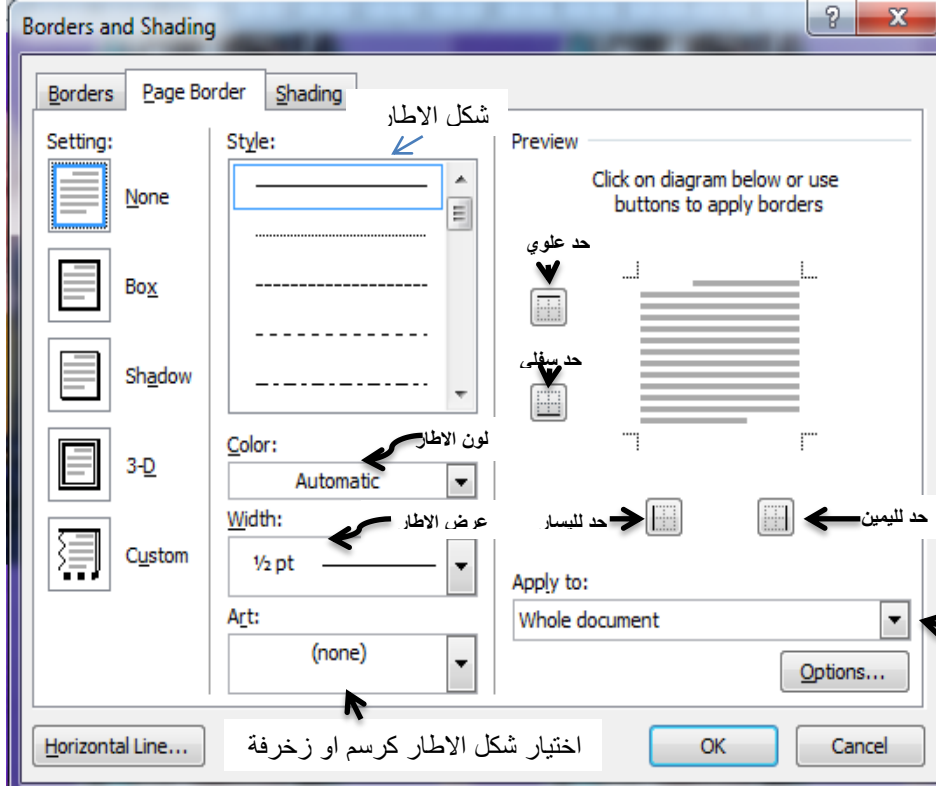 Borders and Shading
Borders Page Border Shading
شكل الاطار
Setting:
None
Box
Shadow
3-D
Custom
Style:
Color:
لون الاطار
Automatic
Width:
عرض الاطار
½ pt
Art:
(none)
اختيار شكل الاطار كرسم او زخرفة
Preview
Click on diagram below or use
buttons to apply borders
حد علوي
حد سفلي
حد لليسار
حد لليمين
Apply to:
Whole document
Options...
Horizontal Line...
OK
Cancel